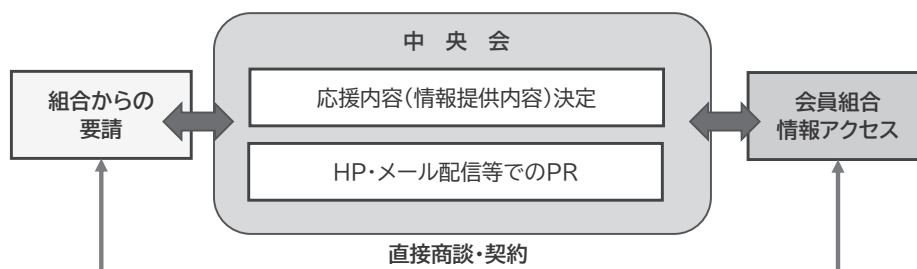 中 央 会
組合からの
要請
応援内容(情報提供内容)決定
HP・メール配信等でのPR
会員組合
情報アクセス
直接商談・契約